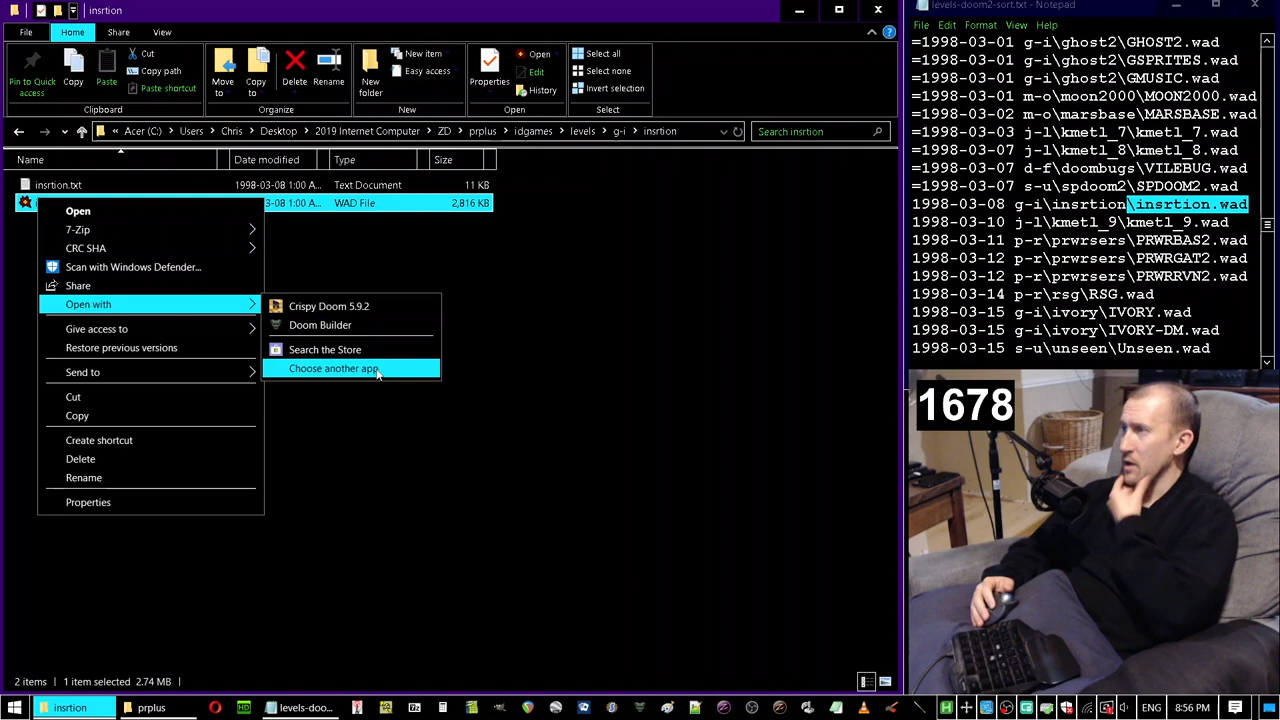 insrtion
File Home Share View
Pin to Quick access
Copy
Paste
Cut
Copy path
Paste shortcut
Clipboard
Move to
Copy to
Delete
Rename
Organize
New folder
New item
Easy access
New
Properties
Open
Edit
History
Open
Select all
Select none
Invert selection
Select
« Acer (C:) > Users > Chris > Desktop > 2019 Internet Computer > ZD > prplus > idgames > levels > g-i > insrtion
Search insrtion
Name Date modified Type Size
insrtion.txt 1998-03-08 1:00 A... Text Document 11 KB
1998-03-08 1:00 A... WAD File 2,816 KB
Open
7-Zip
CRC SHA
Scan with Windows Defender...
Share
Open with
Give access to
Restore previous versions
Send to
Cut
Copy
Create shortcut
Delete
Rename
Properties
Crispy Doom 5.9.2
Doom Builder
Search the Store
Choose another app
2 items 1 item selected 2.74 MB
levels-doom2-sort.txt - Notepad
File Edit Format View Help
=1998-03-01 g-i\ghost2\GHOST2.wad
=1998-03-01 g-i\ghost2\GSPRITES.wad
=1998-03-01 g-i\ghost2\GMUSIC.wad
=1998-03-01 m-o\moon2000\MOON2000.wad
=1998-03-02 m-o\marsbase\MARSBASE.wad
=1998-03-03 j-l\kmetl_7\kmetl_7.wad
=1998-03-07 j-l\kmetl_8\kmetl_8.wad
=1998-03-07 d-f\doombugs\VILEBUG.wad
=1998-03-07 s-u\spdoom2\SPDOOM2.wad
=1998-03-08 g-i\insrtion\insrtion.wad
=1998-03-10 j-l\kmetl_9\kmetl_9.wad
=1998-03-11 p-r\prwrsers\PRWRBAS2.wad
=1998-03-12 p-r\prwrsers\PRWRGAT2.wad
=1998-03-12 p-r\prwrsers\PRWRRVN2.wad
=1998-03-14 p-r\rsg\RSG.wad
=1998-03-15 g-i\ivory\IVORY.wad
=1998-03-15 g-i\ivory\IVORY-DM.wad
=1998-03-15 s-u\unseen\Unseen.wad
1678
insrtion
prplus
levels-doo...
ENG
8:56 PM